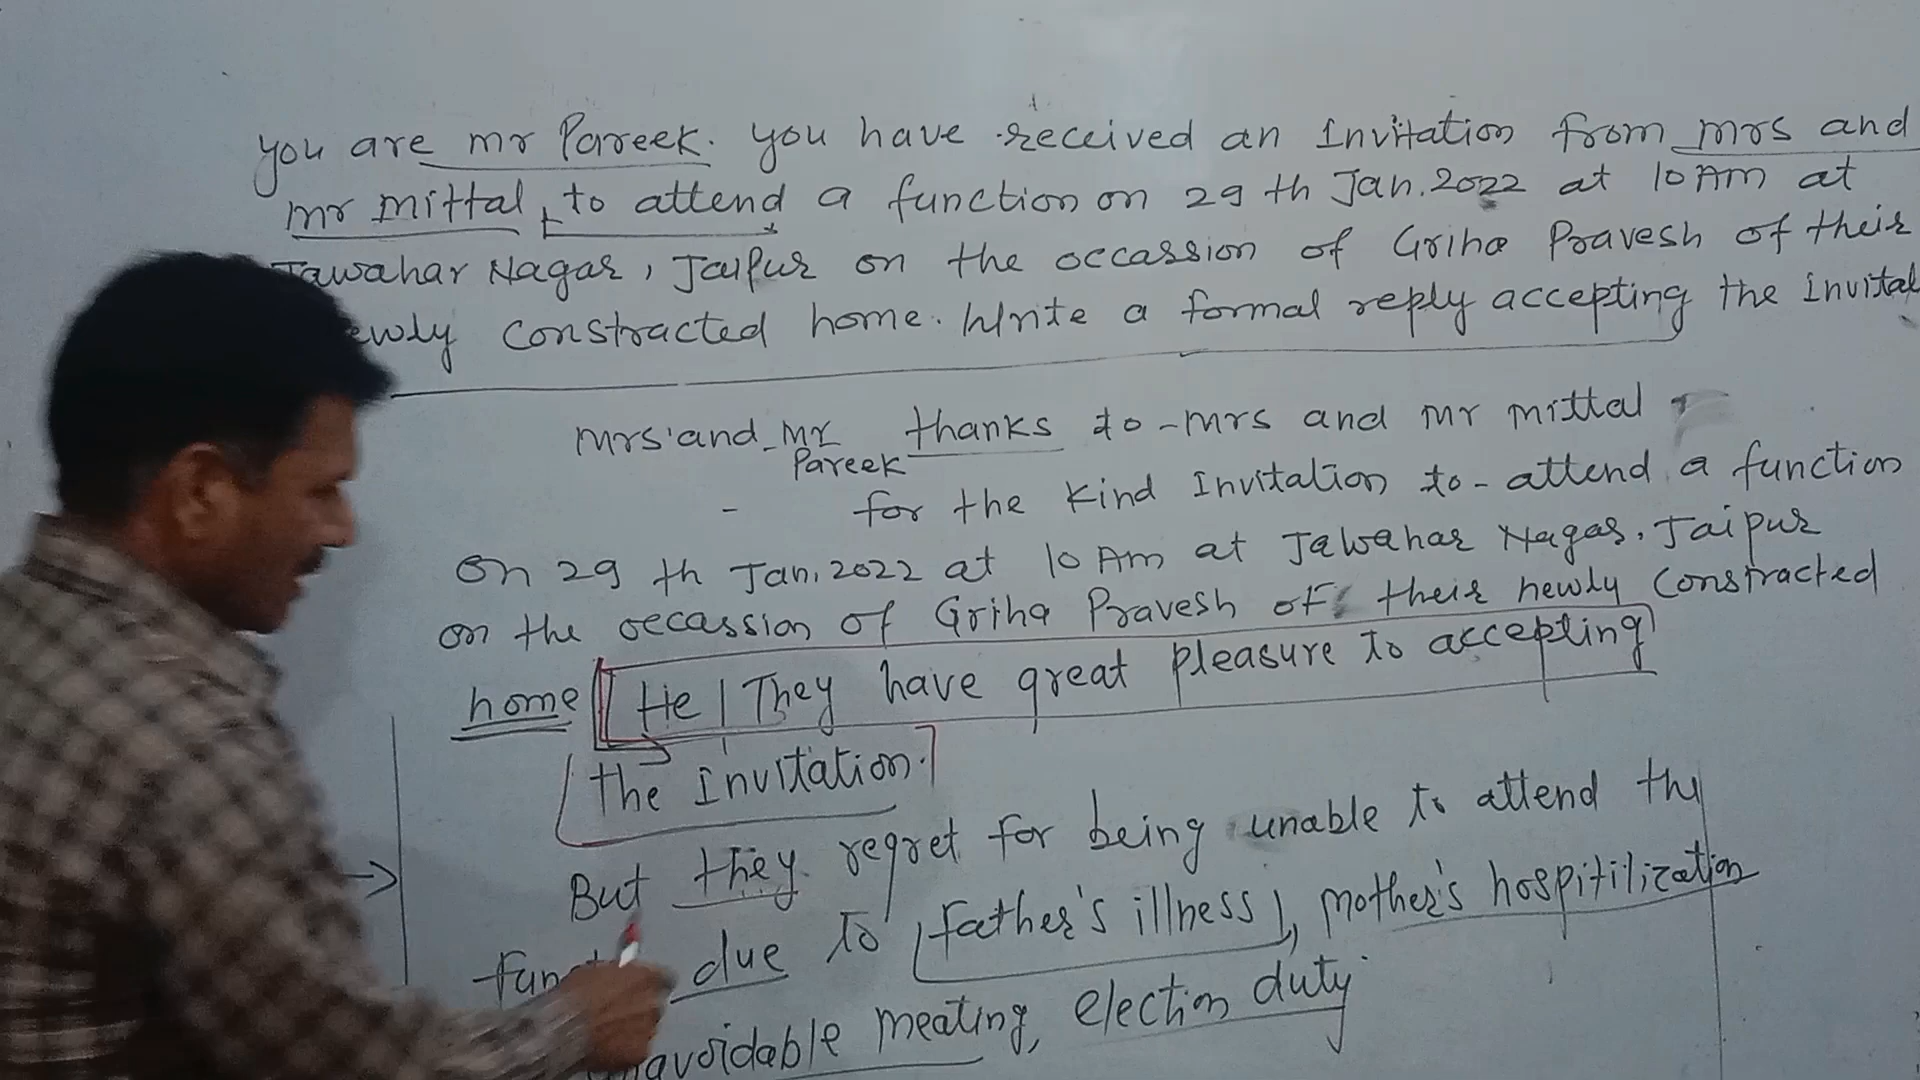 you are mr Pareek. you have received an Invitation from mrs and
mr mittal, to attend a function on 29 th Jan. 2022 at 10 Am at
Jawahar Nagar, Jaipur on the occassion of Griha Pravesh of their
ewly constracted home. Write a formal reply accepting the Invitat
mrs and mr thanks to mrs and mr mittal
Pareek
- for the kind Invitation to attend a function
on 29 th Jan, 2022 at 10 Am at Jawahar Nagar, Jaipur
on the occassion of Griha Pravesh of their newly constracted
home He / They have great pleasure to accepting
the Invitation.
But they regret for being unable to attend the
due to father's illness, mother's hospitilization
unavoidable meating, election duty